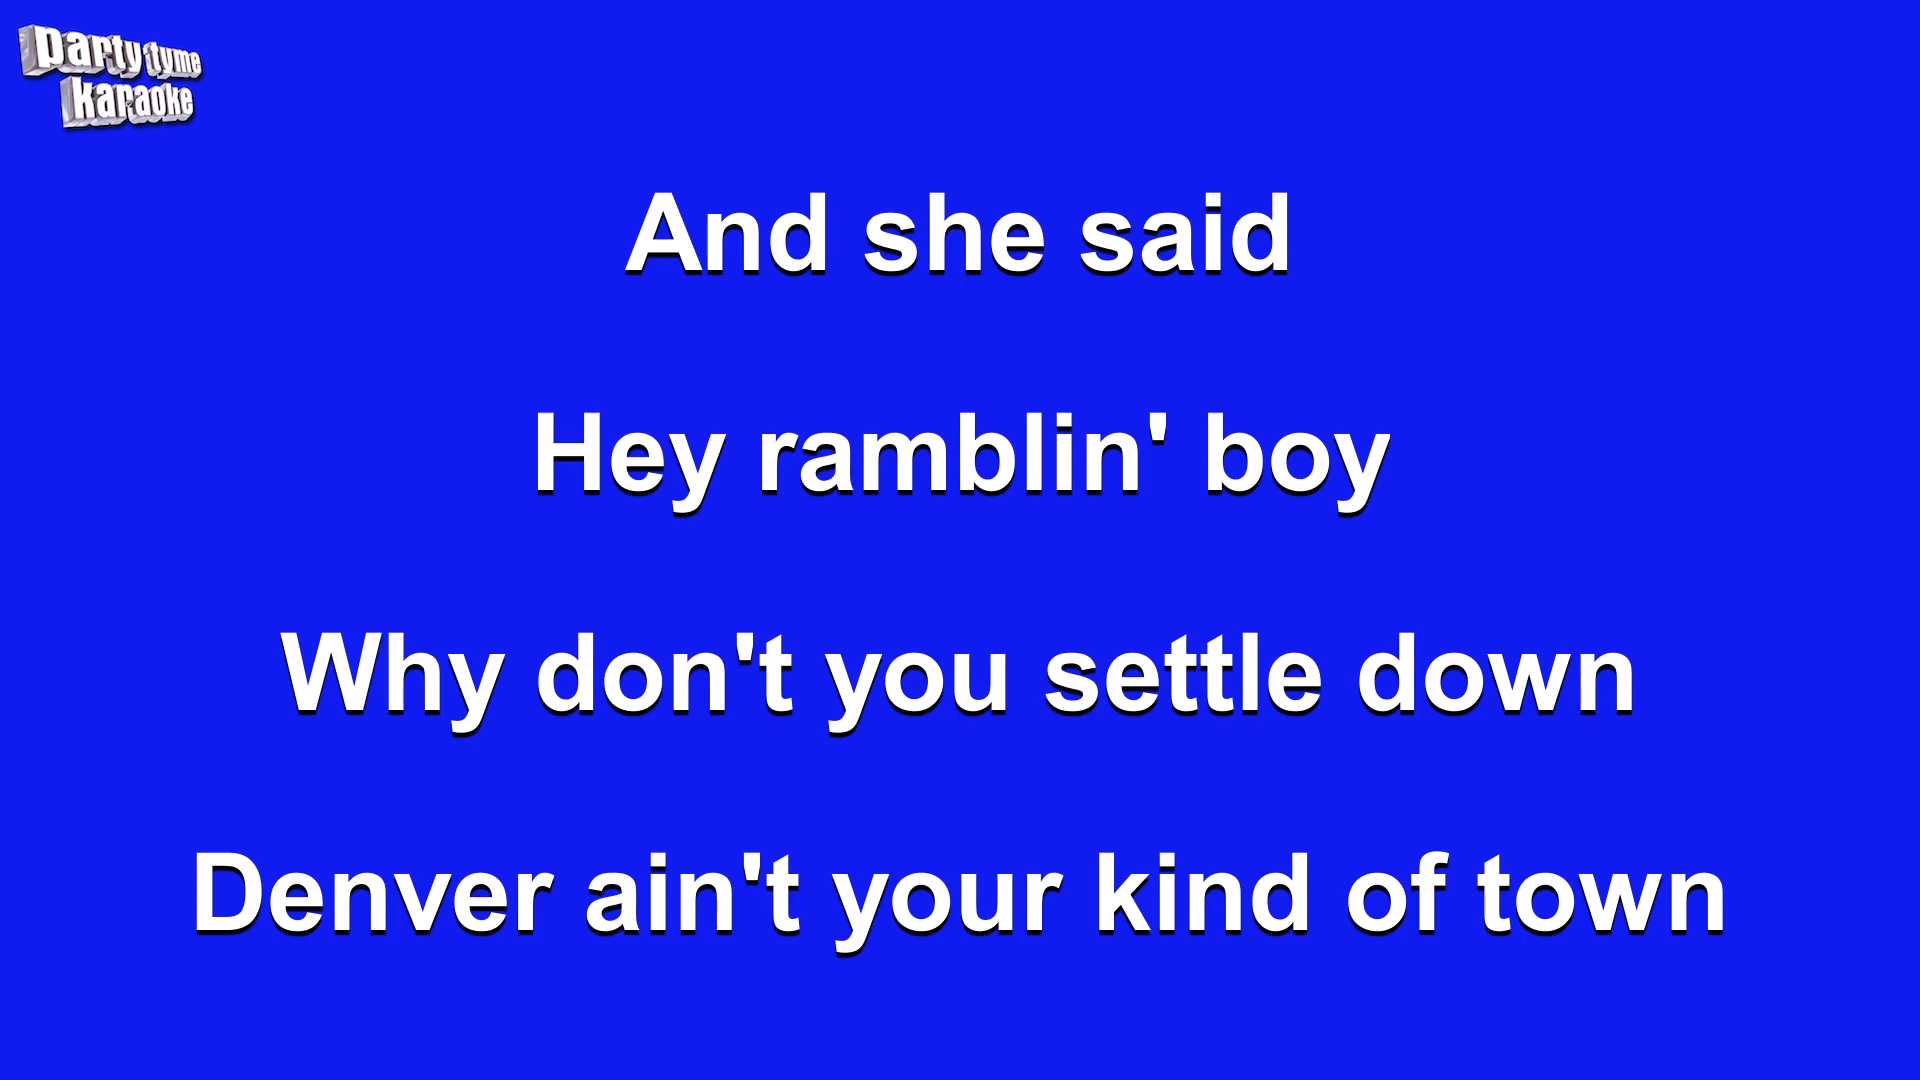 party tyme
karaoke
And she said
Hey ramblin' boy
Why don't you settle down
Denver ain't your kind of town